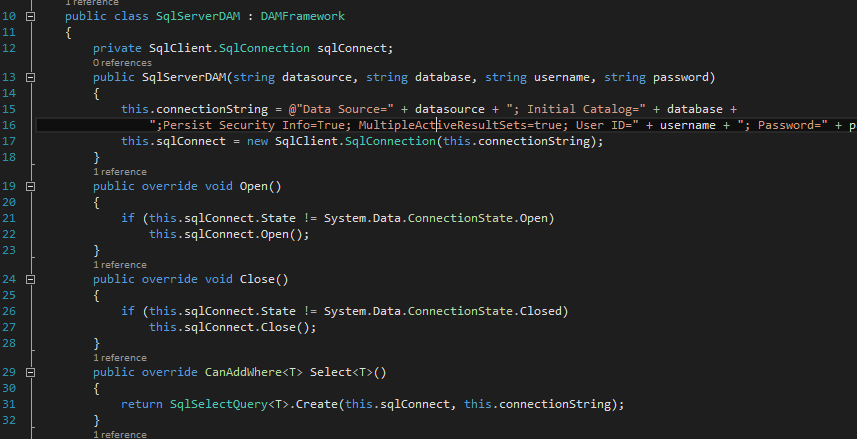 1 reference
10 public class SqlServerDAM : DAMFramework
11 {
12 private SqlClient.SqlConnection sqlConnect;
0 references
13 public SqlServerDAM(string datasource, string database, string username, string password)
14 {
15 this.connectionString = @"Data Source=" + datasource + "; Initial Catalog=" + database +
16 ";Persist Security Info=True; MultipleActiveResultSets=true; User ID=" + username + "; Password=" + p
17 this.sqlConnect = new SqlClient.SqlConnection(this.connectionString);
18 }
1 reference
19 public override void Open()
20 {
21 if (this.sqlConnect.State != System.Data.ConnectionState.Open)
22 this.sqlConnect.Open();
23 }
1 reference
24 public override void Close()
25 {
26 if (this.sqlConnect.State != System.Data.ConnectionState.Closed)
27 this.sqlConnect.Close();
28 }
1 reference
29 public override CanAddWhere<T> Select<T>()
30 {
31 return SqlSelectQuery<T>.Create(this.sqlConnect, this.connectionString);
32 }
1 reference